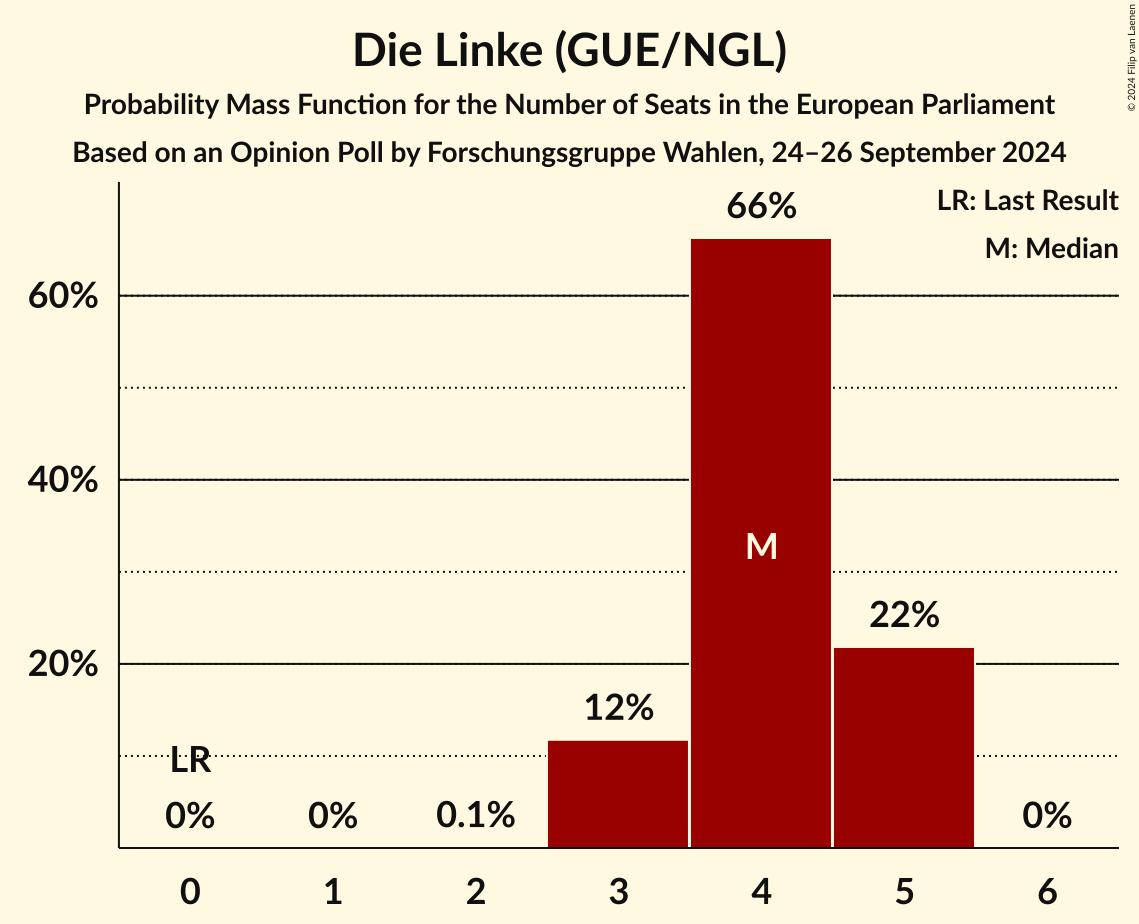 Die Linke (GUE/NGL)
Probability Mass Function for the Number of Seats in the European Parliament
Based on an Opinion Poll by Forschungsgruppe Wahlen, 24–26 September 2024
© 2024 Filip van Laenen
LR: Last Result
M: Median
66%
60%
40%
M
22%
20%
12%
LR
0%
0%
0.1%
0%
0 1 2 3 4 5 6